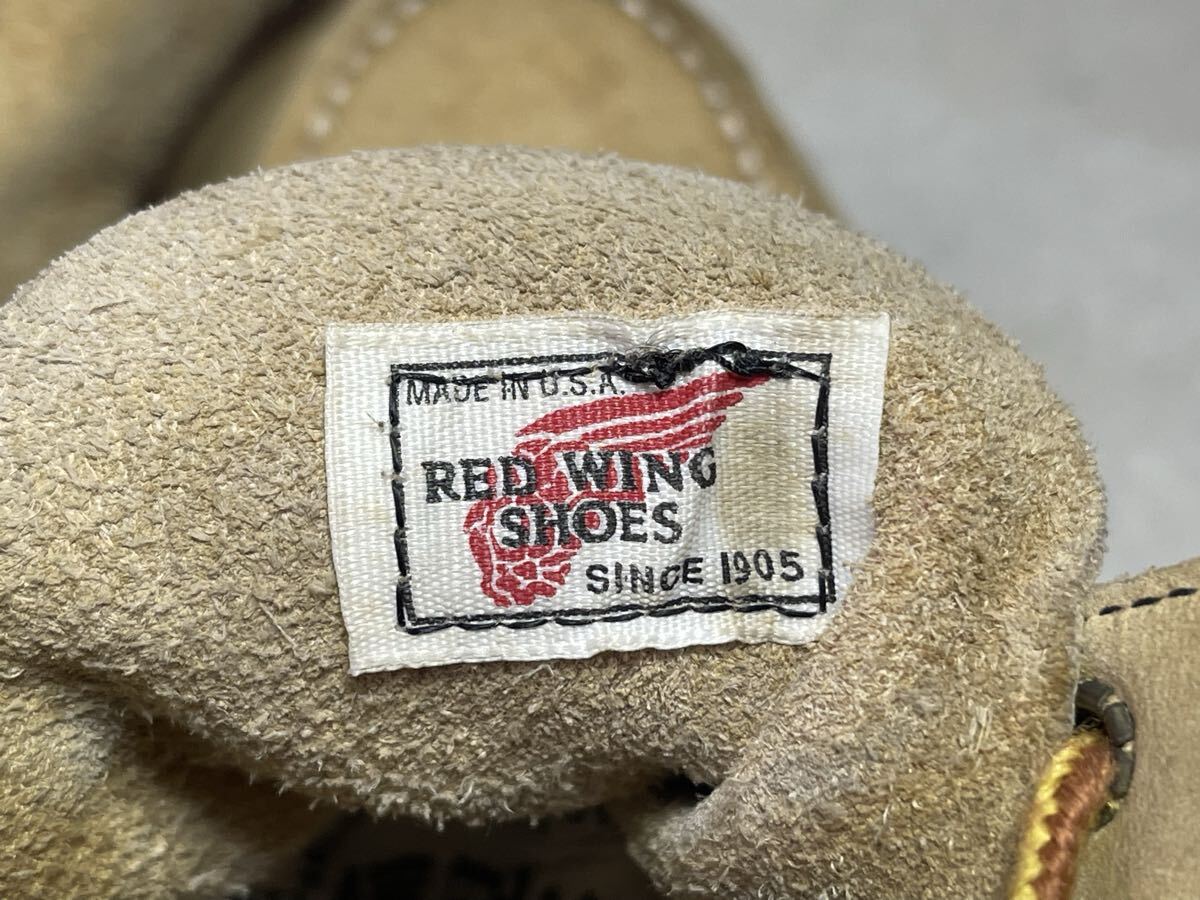 MADE IN U.S.A.
RED WING
SHOES
SINCE 1905